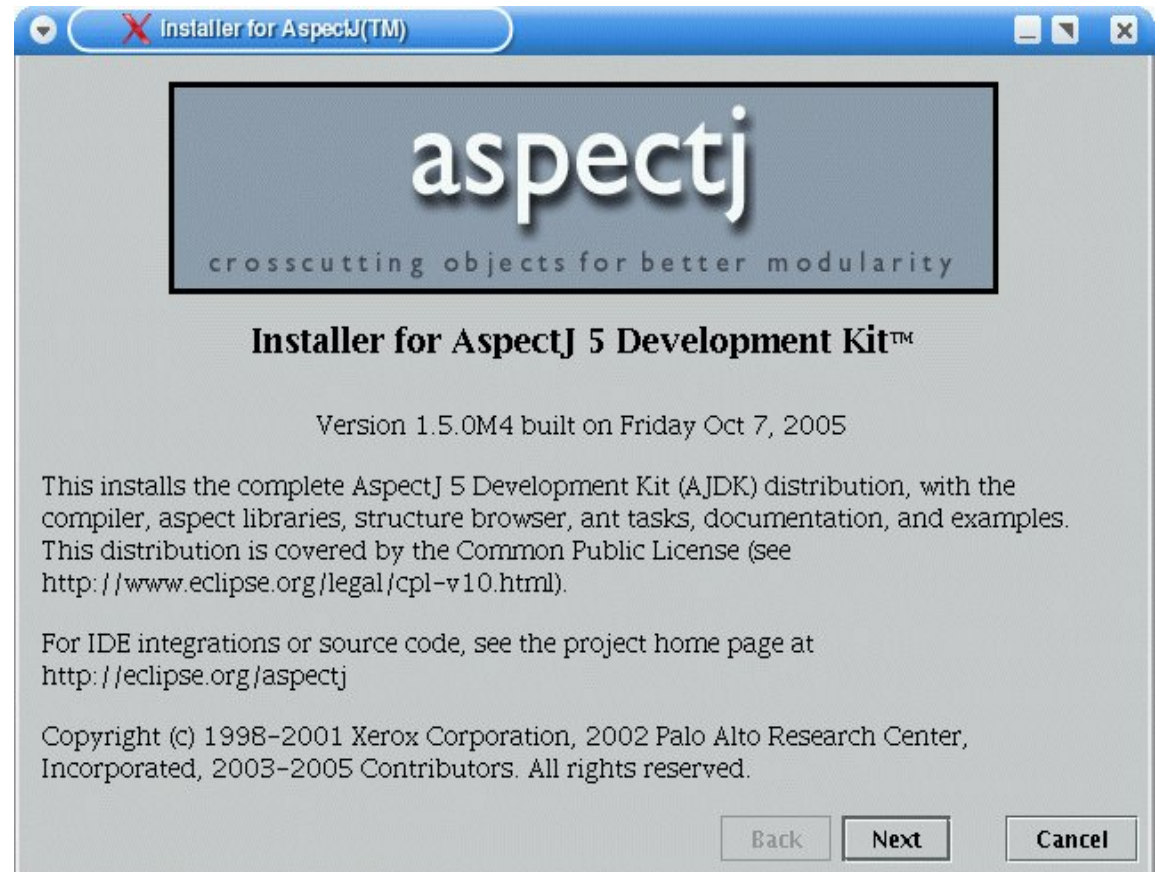 Installer for AspectJ(TM)
aspectj
crosscutting objects for better modularity
Installer for AspectJ 5 Development Kit™
Version 1.5.0M4 built on Friday Oct 7, 2005
This installs the complete AspectJ 5 Development Kit (AJDK) distribution, with the
compiler, aspect libraries, structure browser, ant tasks, documentation, and examples.
This distribution is covered by the Common Public License (see
http://www.eclipse.org/legal/cpl-v10.html).
For IDE integrations or source code, see the project home page at
http://eclipse.org/aspectj
Copyright (c) 1998-2001 Xerox Corporation, 2002 Palo Alto Research Center,
Incorporated, 2003-2005 Contributors. All rights reserved.
Back Next Cancel